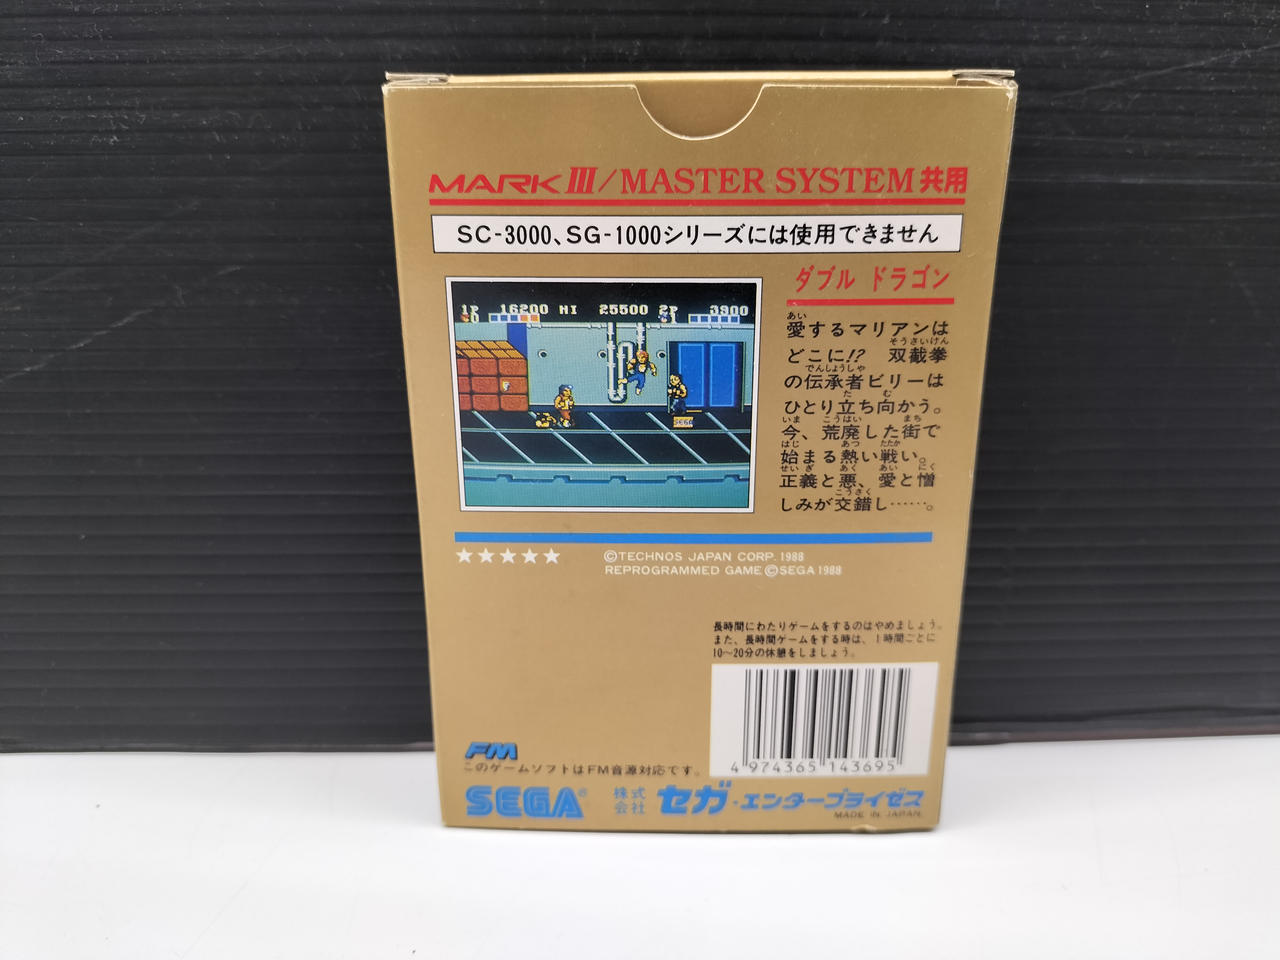 MARK III/MASTER SYSTEM共用
SC-3000、SG-1000シリーズには使用できません
1P 16200 HI 25500 2P 3900
0 1
SEGA
ダブル ドラゴン
愛するマリアンは
あい
どこに!? 双截拳
そうさいけん
の伝承者ビリーは
でんしょうしゃ
ひとり立ち向かう。
た む
今、荒廃した街で
いま こうはい まち
始まる熱い戦い。
はじ あつ たたか
正義と悪、愛と憎
せいぎ あく あい にく
しみが交錯し……。
こうさく
★★★★★
©TECHNOS JAPAN CORP. 1988
REPROGRAMMED GAME©SEGA 1988
長時間にわたりゲームをするのはやめましょう。
また、長時間ゲームをする時は、1時間ごとに
10〜20分の休憩をしましょう。
4 974365 143695
FM
このゲームソフトはFM音源対応です。
SEGA®
株式会社 セガ・エンタープライゼス
MADE IN JAPAN.